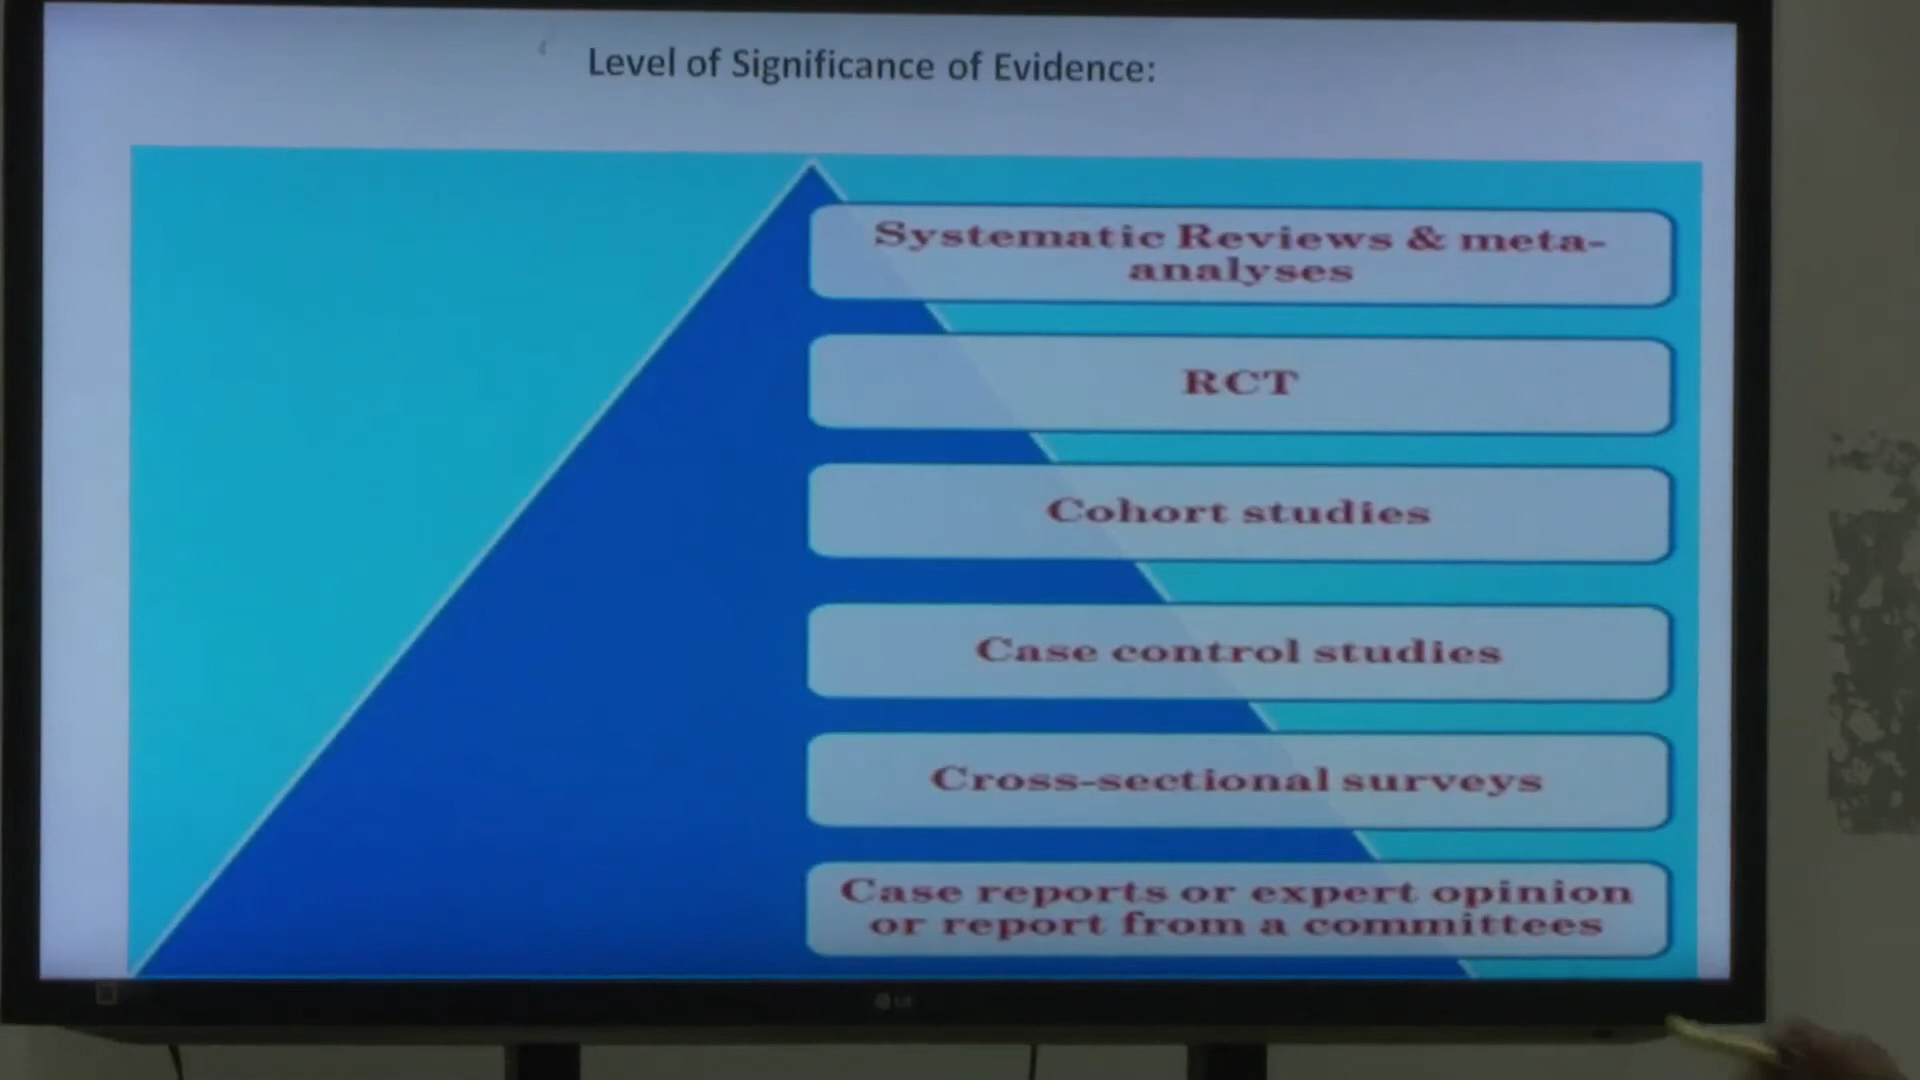 Level of Significance of Evidence:
Systematic Reviews & meta-
analyses
RCT
Cohort studies
Case control studies
Cross-sectional surveys
Case reports or expert opinion
or report from a committees
LG